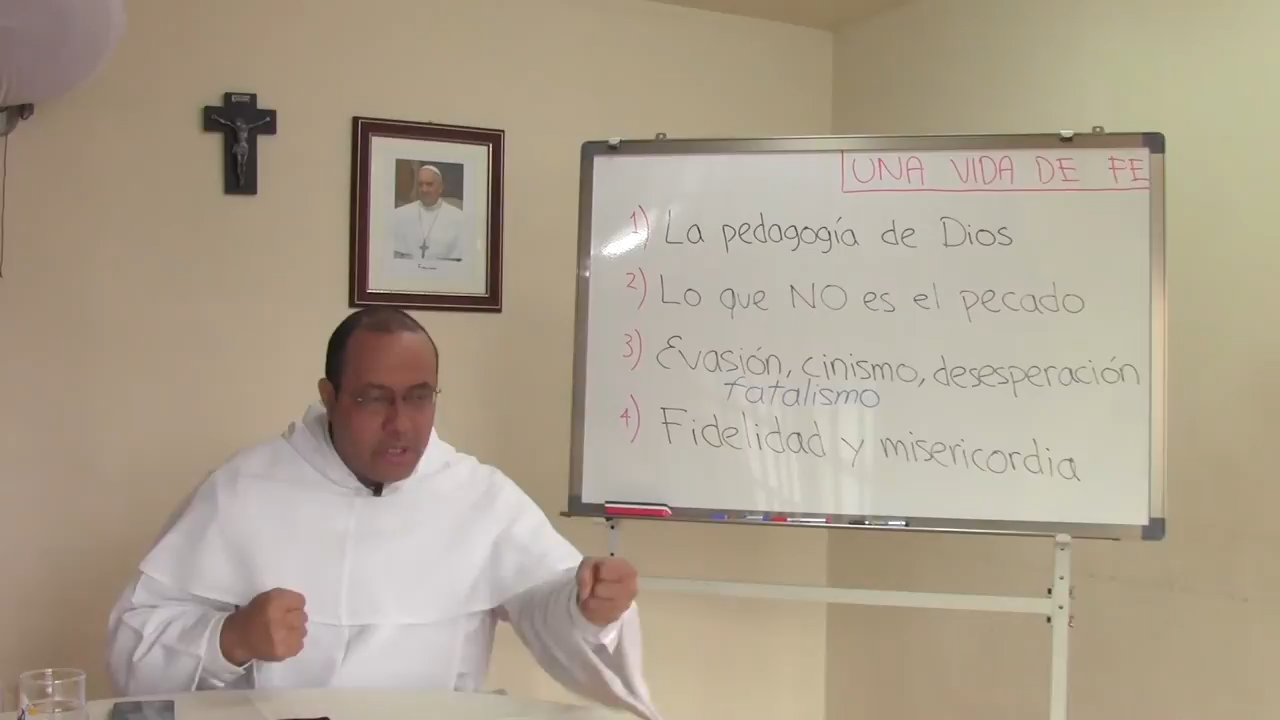 UNA VIDA DE FE
1) La pedagogía de Dios
2) Lo que NO es el pecado
3) Evasión, cinismo, desesperación
fatalismo
4) Fidelidad y misericordia